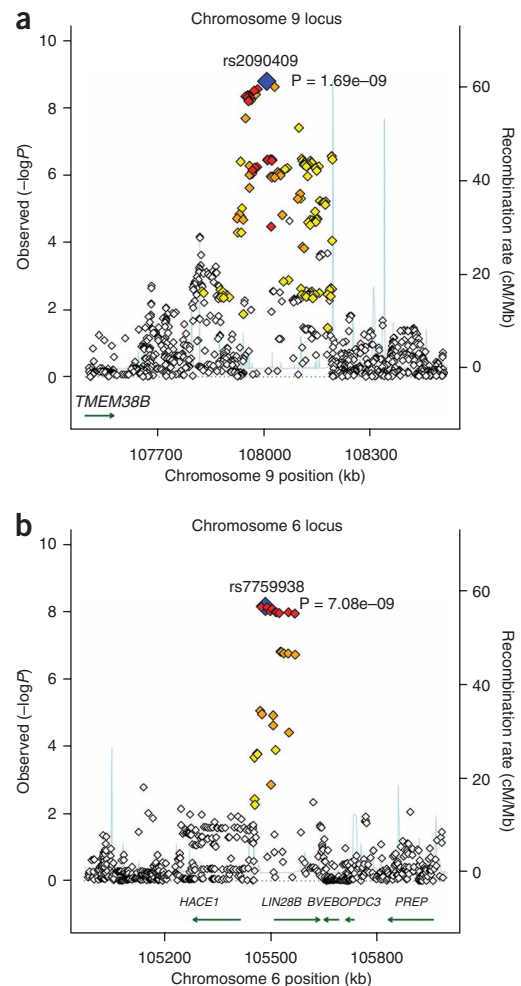 a
Chromosome 9 locus
10
8
6
4
2
0
Observed (–logP)
rs2090409
P = 1.69e–09
60
40
20
0
Recombination rate (cM/Mb)
TMEM38B
107700 108000 108300
Chromosome 9 position (kb)
b
Chromosome 6 locus
10
8
6
4
2
0
Observed (–logP)
rs7759938
P = 7.08e–09
60
40
20
0
Recombination rate (cM/Mb)
HACE1 LIN28B BVEBOPDC3 PREP
105200 105500 105800
Chromosome 6 position (kb)